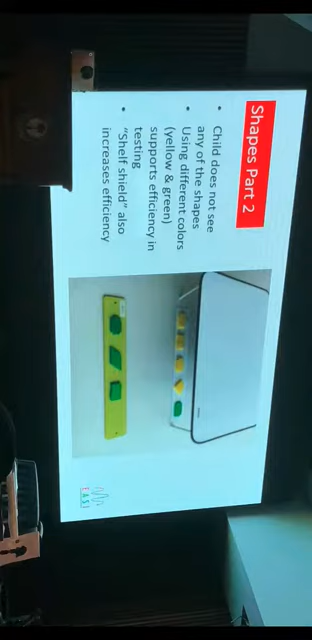 Shapes Part 2
• Child does not see
any of the shapes
• Using different colors
(yellow & green)
supports efficiency in
testing
• "Shelf shield" also
increases efficiency
EASI